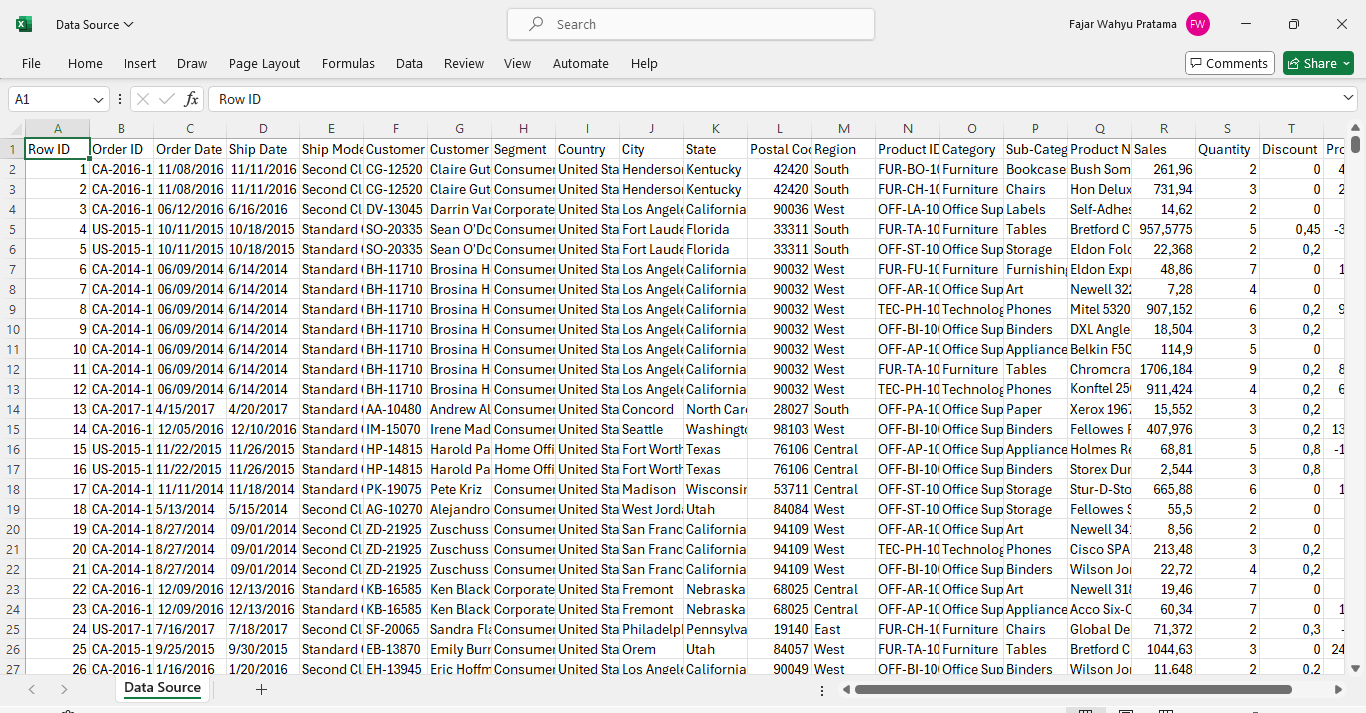 Data Source
Search
Fajar Wahyu Pratama FW
File Home Insert Draw Page Layout Formulas Data Review View Automate Help Comments Share
A1 fx Row ID
A B C D E F G H I J K L M N O P Q R S T
1 Row ID Order ID Order Date Ship Date Ship Mode Customer Customer Segment Country City State Postal Co Region Product ID Category Sub-Categ Product N Sales Quantity Discount Pro
2 1 CA-2016-1 11/08/2016 11/11/2016 Second Cl CG-12520 Claire Gut Consumer United Sta Henderson Kentucky 42420 South FUR-BO-10 Furniture Bookcase Bush Som 261,96 2 0 4
3 2 CA-2016-1 11/08/2016 11/11/2016 Second Cl CG-12520 Claire Gut Consumer United Sta Henderson Kentucky 42420 South FUR-CH-10 Furniture Chairs Hon Delux 731,94 3 0 2
4 3 CA-2016-1 06/12/2016 6/16/2016 Second Cl DV-13045 Darrin Va Corporate United Sta Los Angele California 90036 West OFF-LA-10 Office Sup Labels Self-Adhes 14,62 2 0
5 4 US-2015-1 10/11/2015 10/18/2015 Standard SO-20335 Sean O'Do Consumer United Sta Fort Laude Florida 33311 South FUR-TA-10 Furniture Tables Bretford C 957,5775 5 0,45 -3
6 5 US-2015-1 10/11/2015 10/18/2015 Standard SO-20335 Sean O'Do Consumer United Sta Fort Laude Florida 33311 South OFF-ST-10 Office Sup Storage Eldon Fold 22,368 2 0,2
7 6 CA-2014-1 06/09/2014 6/14/2014 Standard BH-11710 Brosina H Consumer United Sta Los Angele California 90032 West FUR-FU-10 Furniture Furnishing Eldon Expr 48,86 7 0 1
8 7 CA-2014-1 06/09/2014 6/14/2014 Standard BH-11710 Brosina H Consumer United Sta Los Angele California 90032 West OFF-AR-10 Office Sup Art Newell 322 7,28 4 0
9 8 CA-2014-1 06/09/2014 6/14/2014 Standard BH-11710 Brosina H Consumer United Sta Los Angele California 90032 West TEC-PH-10 Technolog Phones Mitel 5320 907,152 6 0,2 9
10 9 CA-2014-1 06/09/2014 6/14/2014 Standard BH-11710 Brosina H Consumer United Sta Los Angele California 90032 West OFF-BI-10 Office Sup Binders DXL Angle 18,504 3 0,2
11 10 CA-2014-1 06/09/2014 6/14/2014 Standard BH-11710 Brosina H Consumer United Sta Los Angele California 90032 West OFF-AP-10 Office Sup Appliance Belkin F5C 114,9 5 0
12 11 CA-2014-1 06/09/2014 6/14/2014 Standard BH-11710 Brosina H Consumer United Sta Los Angele California 90032 West FUR-TA-10 Furniture Tables Chromcra 1706,184 9 0,2 8
13 12 CA-2014-1 06/09/2014 6/14/2014 Standard BH-11710 Brosina H Consumer United Sta Los Angele California 90032 West TEC-PH-10 Technolog Phones Konftel 250 911,424 4 0,2 6
14 13 CA-2017-1 4/15/2017 4/20/2017 Standard AA-10480 Andrew Al Consumer United Sta Concord North Car 28027 South OFF-PA-10 Office Sup Paper Xerox 1967 15,552 3 0,2
15 14 CA-2016-1 12/05/2016 12/10/2016 Standard IM-15070 Irene Mad Consumer United Sta Seattle Washingt 98103 West OFF-BI-10 Office Sup Binders Fellowes 407,976 3 0,2 13
16 15 US-2015-1 11/22/2015 11/26/2015 Standard HP-14815 Harold Pa Home Offi United Sta Fort Worth Texas 76106 Central OFF-AP-10 Office Sup Appliance Holmes Re 68,81 5 0,8 -1
17 16 US-2015-1 11/22/2015 11/26/2015 Standard HP-14815 Harold Pa Home Offi United Sta Fort Worth Texas 76106 Central OFF-BI-10 Office Sup Binders Storex Dur 2,544 3 0,8
18 17 CA-2014-1 11/11/2014 11/18/2014 Standard PK-19075 Pete Kriz Consumer United Sta Madison Wisconsin 53711 Central OFF-ST-10 Office Sup Storage Stur-D-Sto 665,88 6 0 1
19 18 CA-2014-1 5/13/2014 5/15/2014 Second Cl AG-10270 Alejandro Consumer United Sta West Jorda Utah 84084 West OFF-ST-10 Office Sup Storage Fellowes S 55,5 2 0
20 19 CA-2014-1 8/27/2014 09/01/2014 Second Cl ZD-21925 Zuschuss Consumer United Sta San Franc California 94109 West OFF-AR-10 Office Sup Art Newell 341 8,56 2 0
21 20 CA-2014-1 8/27/2014 09/01/2014 Second Cl ZD-21925 Zuschuss Consumer United Sta San Franc California 94109 West TEC-PH-10 Technolog Phones Cisco SPA 213,48 3 0,2
22 21 CA-2014-1 8/27/2014 09/01/2014 Second Cl ZD-21925 Zuschuss Consumer United Sta San Franc California 94109 West OFF-BI-10 Office Sup Binders Wilson Jo 22,72 4 0,2
23 22 CA-2016-1 12/09/2016 12/13/2016 Standard KB-16585 Ken Black Corporate United Sta Fremont Nebraska 68025 Central OFF-AR-10 Office Sup Art Newell 318 19,46 7 0
24 23 CA-2016-1 12/09/2016 12/13/2016 Standard KB-16585 Ken Black Corporate United Sta Fremont Nebraska 68025 Central OFF-AP-10 Office Sup Appliance Acco Six-O 60,34 7 0 1
25 24 US-2017-1 7/16/2017 7/18/2017 Second Cl SF-20065 Sandra Fla Consumer United Sta Philadelp Pennsylva 19140 East FUR-CH-10 Furniture Chairs Global De 71,372 2 0,3 -
26 25 CA-2015-1 9/25/2015 9/30/2015 Standard EB-13870 Emily Burn Consumer United Sta Orem Utah 84057 West FUR-TA-10 Furniture Tables Bretford C 1044,63 3 0 24
27 26 CA-2016-1 1/16/2016 1/20/2016 Second Cl EH-13945 Eric Hoffm Consumer United Sta Los Angele California 90049 West OFF-BI-10 Office Sup Binders Wilson Jo 11,648 2 0,2
Data Source